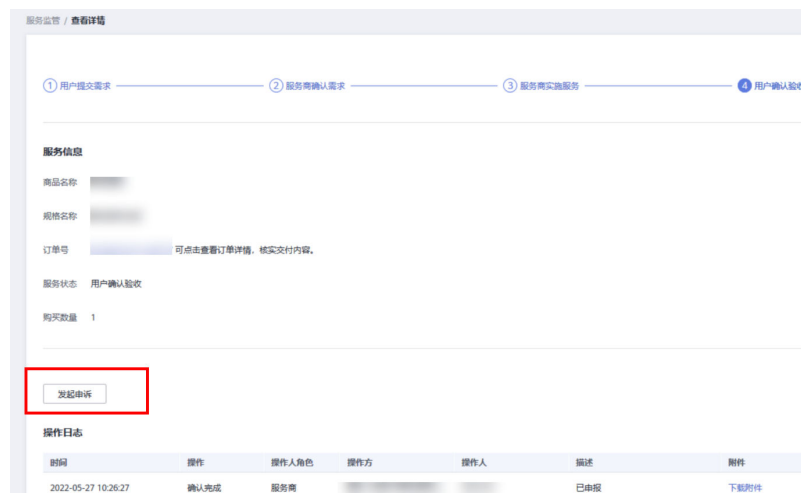 服务监管 / 查看详情
1 用户提交需求 2 服务商确认需求 3 服务商实施服务 4 用户确认验收
服务信息
商品名称
规格名称
订单号 可点击查看订单详情，核实交付内容。
服务状态 用户确认验收
购买数量 1
发起申诉
操作日志
时间 操作 操作人角色 操作方 操作人 描述 附件
2022-05-27 10:26:27 确认完成 服务商 已申报 下载附件